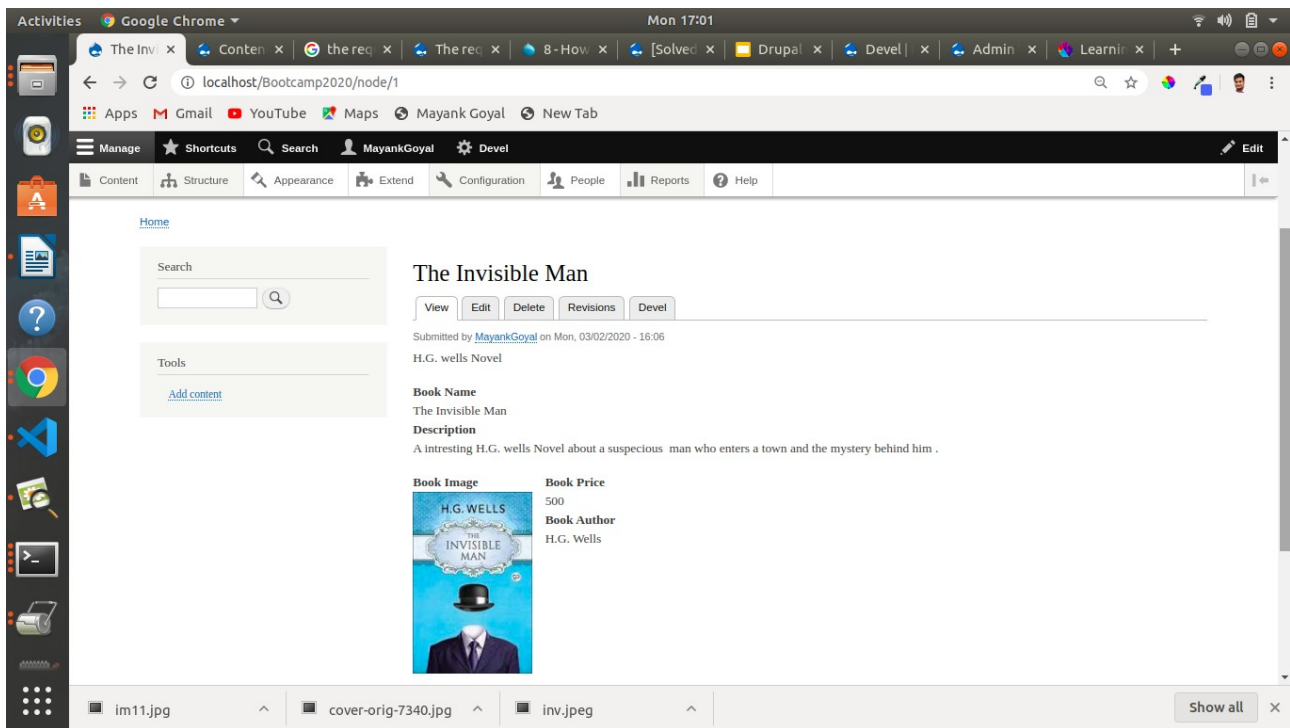 Activities Google Chrome Mon 17:01
The Invi Conten Google the req The req 8 - How [Solved Drupal Devel | Admin Learnin
localhost/Bootcamp2020/node/1
Apps Gmail YouTube Maps Mayank Goyal New Tab
Manage Shortcuts Search MayankGoyal Devel Edit
Content Structure Appearance Extend Configuration People Reports Help
Home
Search
Tools
Add content
The Invisible Man
View Edit Delete Revisions Devel
Submitted by MayankGoyal on Mon, 03/02/2020 - 16:06
H.G. wells Novel
Book Name
The Invisible Man
Description
A intresting H.G. wells Novel about a suspecious man who enters a town and the mystery behind him .
Book Image
H.G. WELLS
THE
INVISIBLE
MAN
Book Price
500
Book Author
H.G. Wells
im11.jpg cover-orig-7340.jpg inv.jpeg Show all